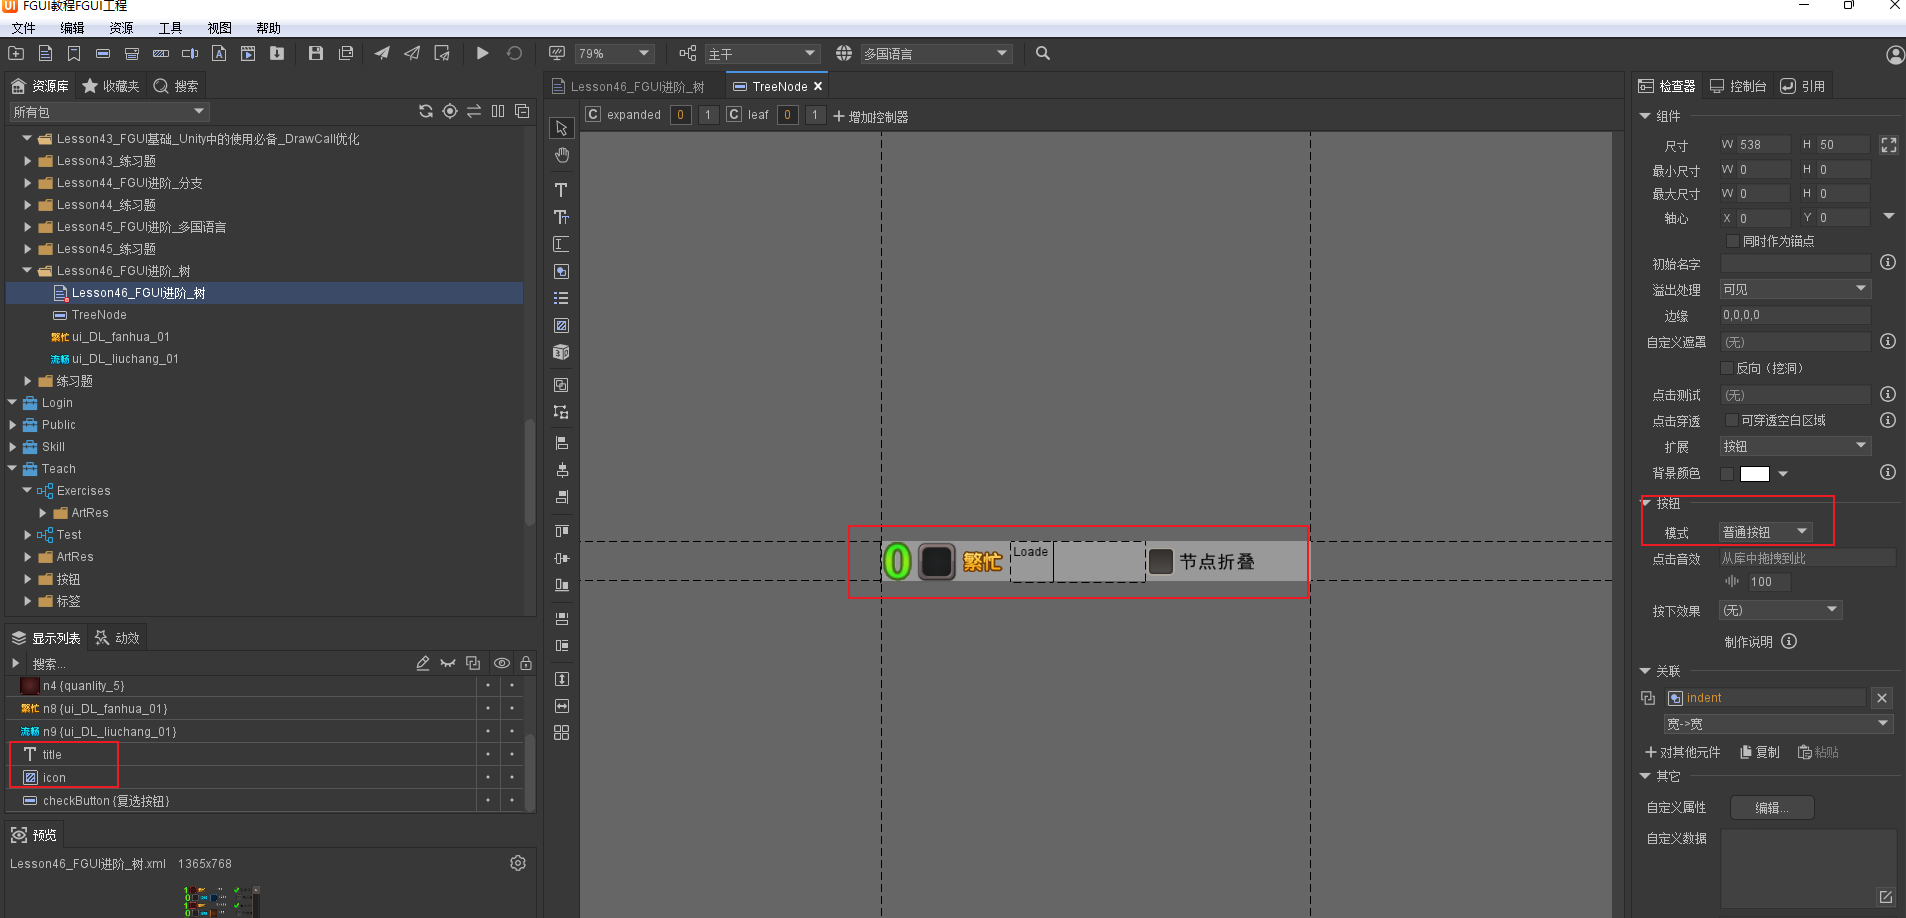 UI FGUI教程FGUI工程
文件 编辑 资源 工具 视图 帮助
79% 主干 多国语言
资源库 收藏夹 搜索
所有包
Lesson43_FGUI基础_Unity中的使用必备_DrawCall优化
Lesson43_练习题
Lesson44_FGUI进阶_分支
Lesson44_练习题
Lesson45_FGUI进阶_多国语言
Lesson45_练习题
Lesson46_FGUI进阶_树
Lesson46_FGUI进阶_树
TreeNode
繁忙 ui_DL_fanhua_01
流畅 ui_DL_liuchang_01
练习题
Login
Public
Skill
Teach
Exercises
ArtRes
Test
ArtRes
按钮
标签
显示列表 动效
搜索...
n4 {quanlity_5}
繁忙 n8 {ui_DL_fanhua_01}
流畅 n9 {ui_DL_liuchang_01}
title
icon
checkButton {复选按钮}
预览
Lesson46_FGUI进阶_树.xml 1365x768
Lesson46_FGUI进阶_树 TreeNode
C expanded 0 1 C leaf 0 1 增加控制器
0 繁忙 Loade 节点折叠
检查器 控制台 引用
组件
尺寸 W 538 H 50
最小尺寸 W 0 H 0
最大尺寸 W 0 H 0
轴心 X 0 Y 0
同时作为锚点
初始名字
溢出处理 可见
边缘 0,0,0,0
自定义遮罩 (无)
反向（挖洞）
点击测试 (无)
点击穿透 可穿透空白区域
扩展 按钮
背景颜色
按钮
模式 普通按钮
点击音效 从库中拖拽到此
100
按下效果 (无)
制作说明
关联
indent
宽->宽
对其他元件 复制 粘贴
其它
自定义属性 编辑...
自定义数据